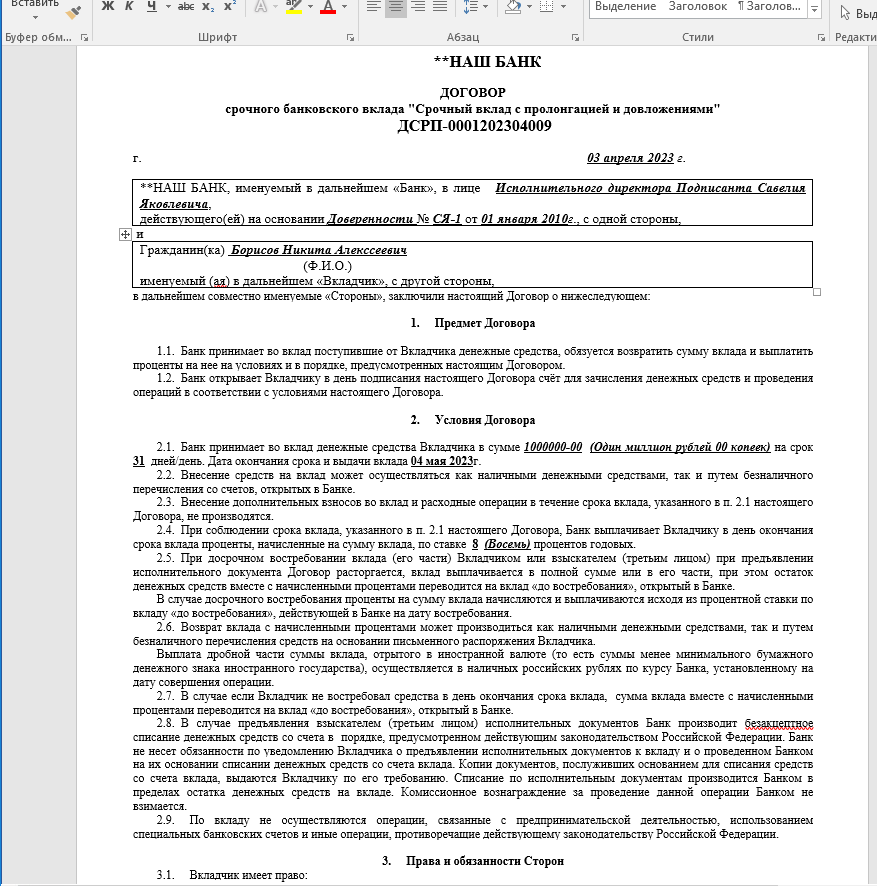 Вставить
Ж К Ч abc x₂ x² A aby A
Выделение Заголовок ¶ Заголов...
Выд
Буфер обм... Шрифт Абзац Стили Редакти
**НАШ БАНК
ДОГОВОР
срочного банковского вклада "Срочный вклад с пролонгацией и довложениями"
ДСРП-0001202304009
г. 03 апреля 2023 г.
**НАШ БАНК, именуемый в дальнейшем «Банк», в лице Исполнительного директора Подписанта Савелия
Яковлевича,
действующего(ей) на основании Доверенности № СЯ-1 от 01 января 2010г., с одной стороны,
и
Гражданин(ка) Борисов Никита Алекссеевич
(Ф.И.О.)
именуемый (ая) в дальнейшем «Вкладчик», с другой стороны,
в дальнейшем совместно именуемые «Стороны», заключили настоящий Договор о нижеследующем:
1. Предмет Договора
1.1. Банк принимает во вклад поступившие от Вкладчика денежные средства, обязуется возвратить сумму вклада и выплатить
проценты на нее на условиях и в порядке, предусмотренных настоящим Договором.
1.2. Банк открывает Вкладчику в день подписания настоящего Договора счёт для зачисления денежных средств и проведения
операций в соответствии с условиями настоящего Договора.
2. Условия Договора
2.1. Банк принимает во вклад денежные средства Вкладчика в сумме 1000000-00 (Один миллион рублей 00 копеек) на срок
31 дней/день. Дата окончания срока и выдачи вклада 04 мая 2023г.
2.2. Внесение средств на вклад может осуществляться как наличными денежными средствами, так и путем безналичного
перечисления со счетов, открытых в Банке.
2.3. Внесение дополнительных взносов во вклад и расходные операции в течение срока вклада, указанного в п. 2.1 настоящего
Договора, не производятся.
2.4. При соблюдении срока вклада, указанного в п. 2.1 настоящего Договора, Банк выплачивает Вкладчику в день окончания
срока вклада проценты, начисленные на сумму вклада, по ставке 8 (Восемь) процентов годовых.
2.5. При досрочном востребовании вклада (его части) Вкладчиком или взыскателем (третьим лицом) при предъявлении
исполнительного документа Договор расторгается, вклад выплачивается в полной сумме или в его части, при этом остаток
денежных средств вместе с начисленными процентами переводится на вклад «до востребования», открытый в Банке.
В случае досрочного востребования проценты на сумму вклада начисляются и выплачиваются исходя из процентной ставки по
вкладу «до востребования», действующей в Банке на дату востребования.
2.6. Возврат вклада с начисленными процентами может производиться как наличными денежными средствами, так и путем
безналичного перечисления средств на основании письменного распоряжения Вкладчика.
Выплата дробной части суммы вклада, отрытого в иностранной валюте (то есть суммы менее минимального бумажного
денежного знака иностранного государства), осуществляется в наличных российских рублях по курсу Банка, установленному на
дату совершения операции.
2.7. В случае если Вкладчик не востребовал средства в день окончания срока вклада, сумма вклада вместе с начисленными
процентами переводится на вклад «до востребования», открытый в Банке.
2.8. В случае предъявления взыскателем (третьим лицом) исполнительных документов Банк производит безакцептное
списание денежных средств со счета в порядке, предусмотренном действующим законодательством Российской Федерации. Банк
не несет обязанности по уведомлению Вкладчика о предъявлении исполнительных документов к вкладу и о проведенном Банком
на их основании списании денежных средств со счета вклада. Копии документов, послуживших основанием для списания средств
со счета вклада, выдаются Вкладчику по его требованию. Списание по исполнительным документам производится Банком в
пределах остатка денежных средств на вкладе. Комиссионное вознаграждение за проведение данной операции Банком не
взимается.
2.9. По вкладу не осуществляются операции, связанные с предпринимательской деятельностью, использованием
специальных банковских счетов и иные операции, противоречащие действующему законодательству Российской Федерации.
3. Права и обязанности Сторон
3.1. Вкладчик имеет право: